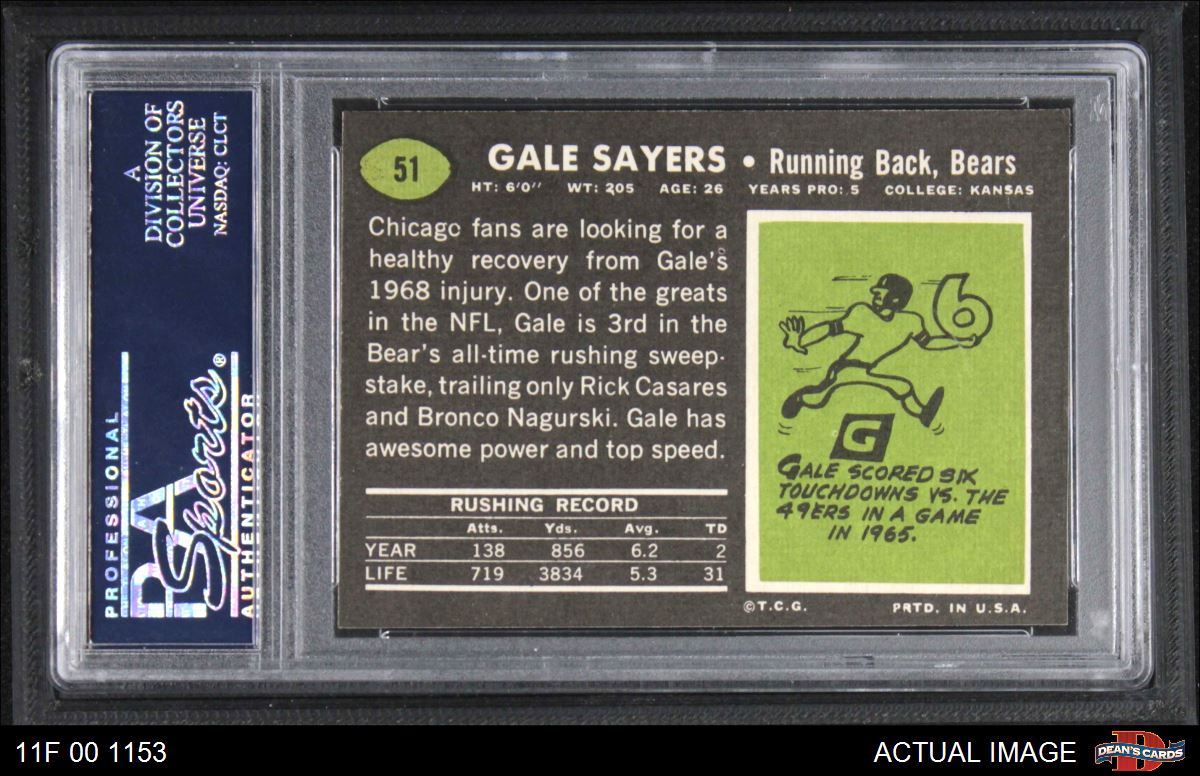 A
DIVISION OF
COLLECTORS
UNIVERSE
NASDAQ: CLCT
PROFESSIONAL
PSA
Sports®
AUTHENTICATOR
51
GALE SAYERS • Running Back, Bears
HT: 6'0'' WT: 205 AGE: 26 YEARS PRO: 5 COLLEGE: KANSAS
Chicago fans are looking for a
healthy recovery from Gale's
1968 injury. One of the greats
in the NFL, Gale is 3rd in the
Bear's all-time rushing sweep-
stake, trailing only Rick Casares
and Bronco Nagurski. Gale has
awesome power and top speed.
RUSHING RECORD
Atts. Yds. Avg. TD
YEAR 138 856 6.2 2
LIFE 719 3834 5.3 31
6
G
GALE SCORED SIX
TOUCHDOWNS VS. THE
49ERS IN A GAME
IN 1965.
©T.C.G. PRTD. IN U.S.A.
11F 00 1153
ACTUAL IMAGE
DEAN'S CARDS